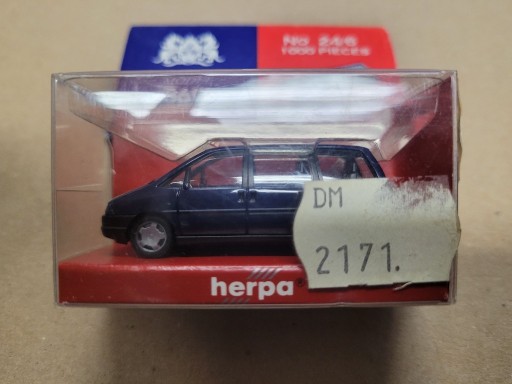 No 246
1000 PIECES
DM
2171.
herpa®